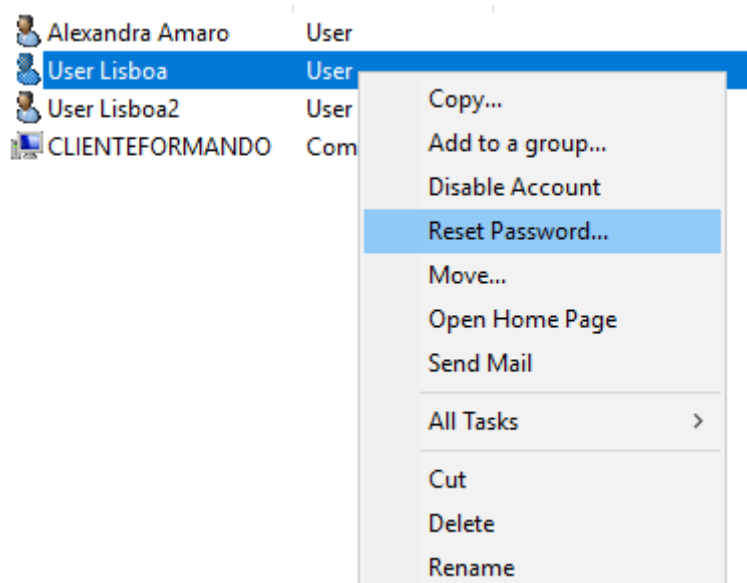 Alexandra Amaro User
User Lisboa User
User Lisboa2 User
CLIENTEFORMANDO Com
Copy...
Add to a group...
Disable Account
Reset Password...
Move...
Open Home Page
Send Mail
All Tasks
Cut
Delete
Rename